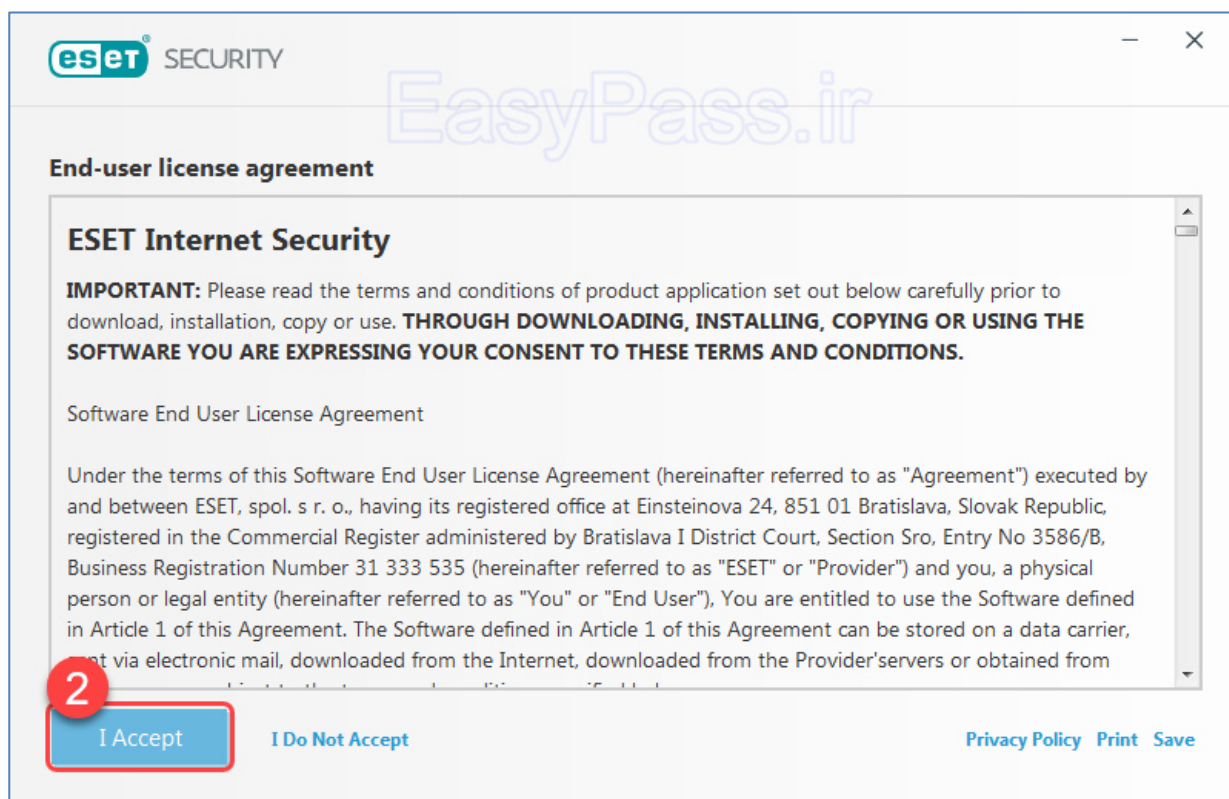 eset® SECURITY
EasyPass.ir
End-user license agreement
ESET Internet Security
IMPORTANT: Please read the terms and conditions of product application set out below carefully prior to
download, installation, copy or use. THROUGH DOWNLOADING, INSTALLING, COPYING OR USING THE
SOFTWARE YOU ARE EXPRESSING YOUR CONSENT TO THESE TERMS AND CONDITIONS.
Software End User License Agreement
Under the terms of this Software End User License Agreement (hereinafter referred to as "Agreement") executed by
and between ESET, spol. s r. o., having its registered office at Einsteinova 24, 851 01 Bratislava, Slovak Republic,
registered in the Commercial Register administered by Bratislava I District Court, Section Sro, Entry No 3586/B,
Business Registration Number 31 333 535 (hereinafter referred to as "ESET" or "Provider") and you, a physical
person or legal entity (hereinafter referred to as "You" or "End User"), You are entitled to use the Software defined
in Article 1 of this Agreement. The Software defined in Article 1 of this Agreement can be stored on a data carrier,
via electronic mail, downloaded from the Internet, downloaded from the Provider'servers or obtained from
2
I Accept I Do Not Accept Privacy Policy Print Save